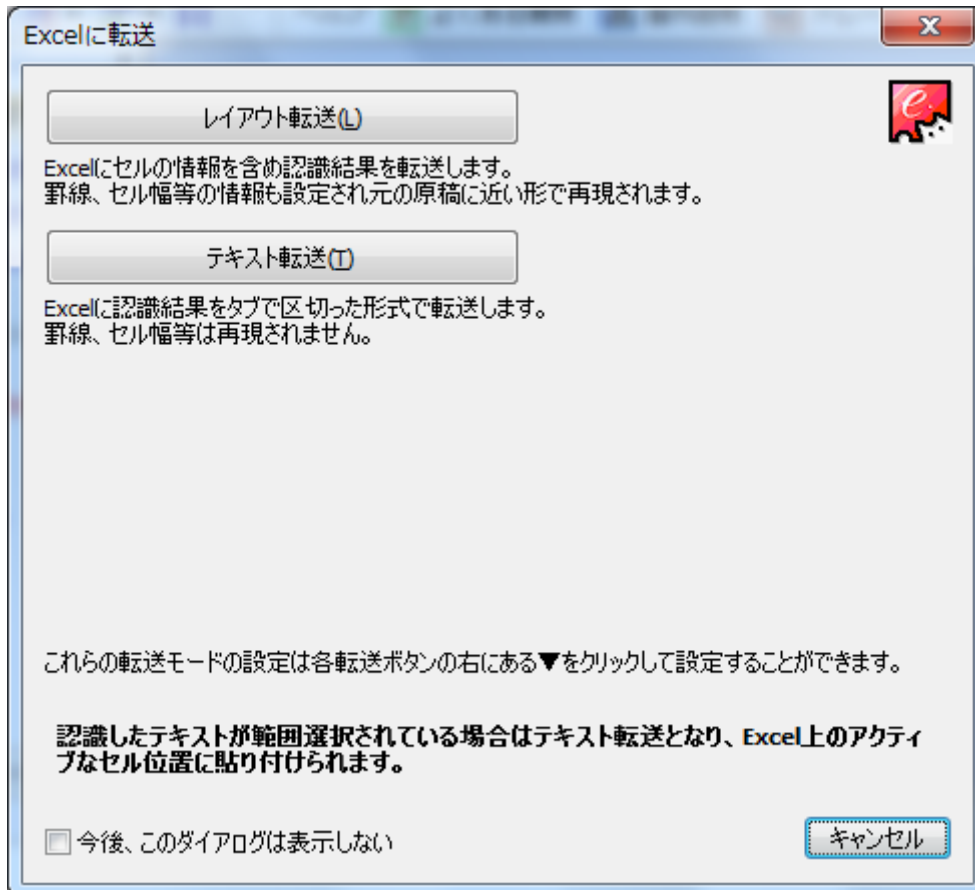 Excelに転送
レイアウト転送(L)
Excelにセルの情報を含め認識結果を転送します。
罫線、セル幅等の情報も設定され元の原稿に近い形で再現されます。
テキスト転送(T)
Excelに認識結果をタブで区切った形式で転送します。
罫線、セル幅等は再現されません。
これらの転送モードの設定は各転送ボタンの右にある▼をクリックして設定することができます。
認識したテキストが範囲選択されている場合はテキスト転送となり、Excel上のアクティ
ブなセル位置に貼り付けられます。
今後、このダイアログは表示しない
キャンセル